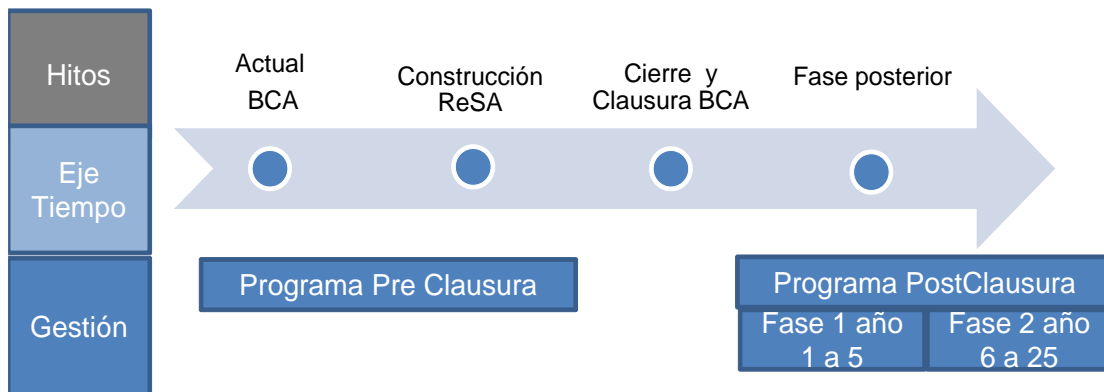 Hitos
Actual
BCA
Construcción
ReSA
Cierre y
Clausura BCA
Fase posterior
Eje
Tiempo
Gestión
Programa Pre Clausura
Programa PostClausura
Fase 1 año
1 a 5
Fase 2 año
6 a 25